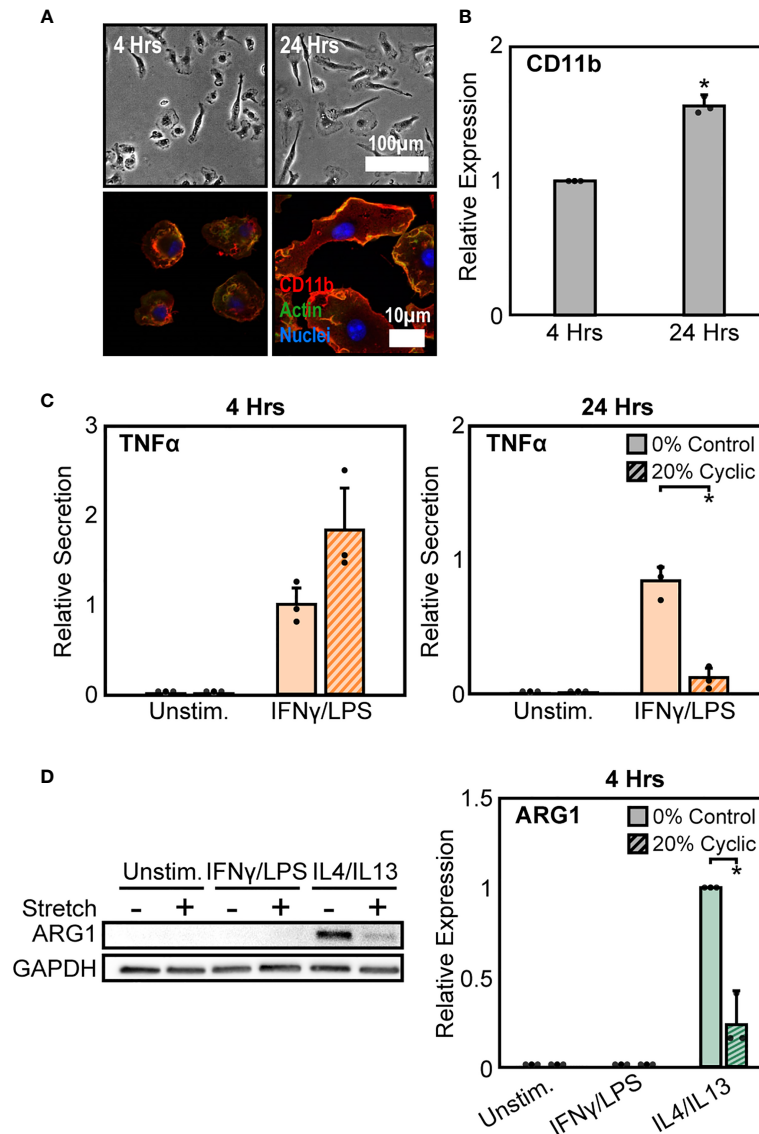 A
4 Hrs
24 Hrs
100μm
CD11b
Actin
Nuclei
10μm
B
CD11b
Relative Expression
2
1
0
4 Hrs
24 Hrs
*
C
4 Hrs
TNFα
Relative Secretion
3
2
1
0
Unstim.
IFNγ/LPS
24 Hrs
TNFα
0% Control
20% Cyclic
*
Relative Secretion
2
1
0
Unstim.
IFNγ/LPS
D
Unstim. IFNγ/LPS IL4/IL13
Stretch - + - + - +
ARG1
GAPDH
4 Hrs
ARG1
0% Control
20% Cyclic
*
Relative Expression
1.5
1
0.5
0
Unstim.
IFNγ/LPS
IL4/IL13